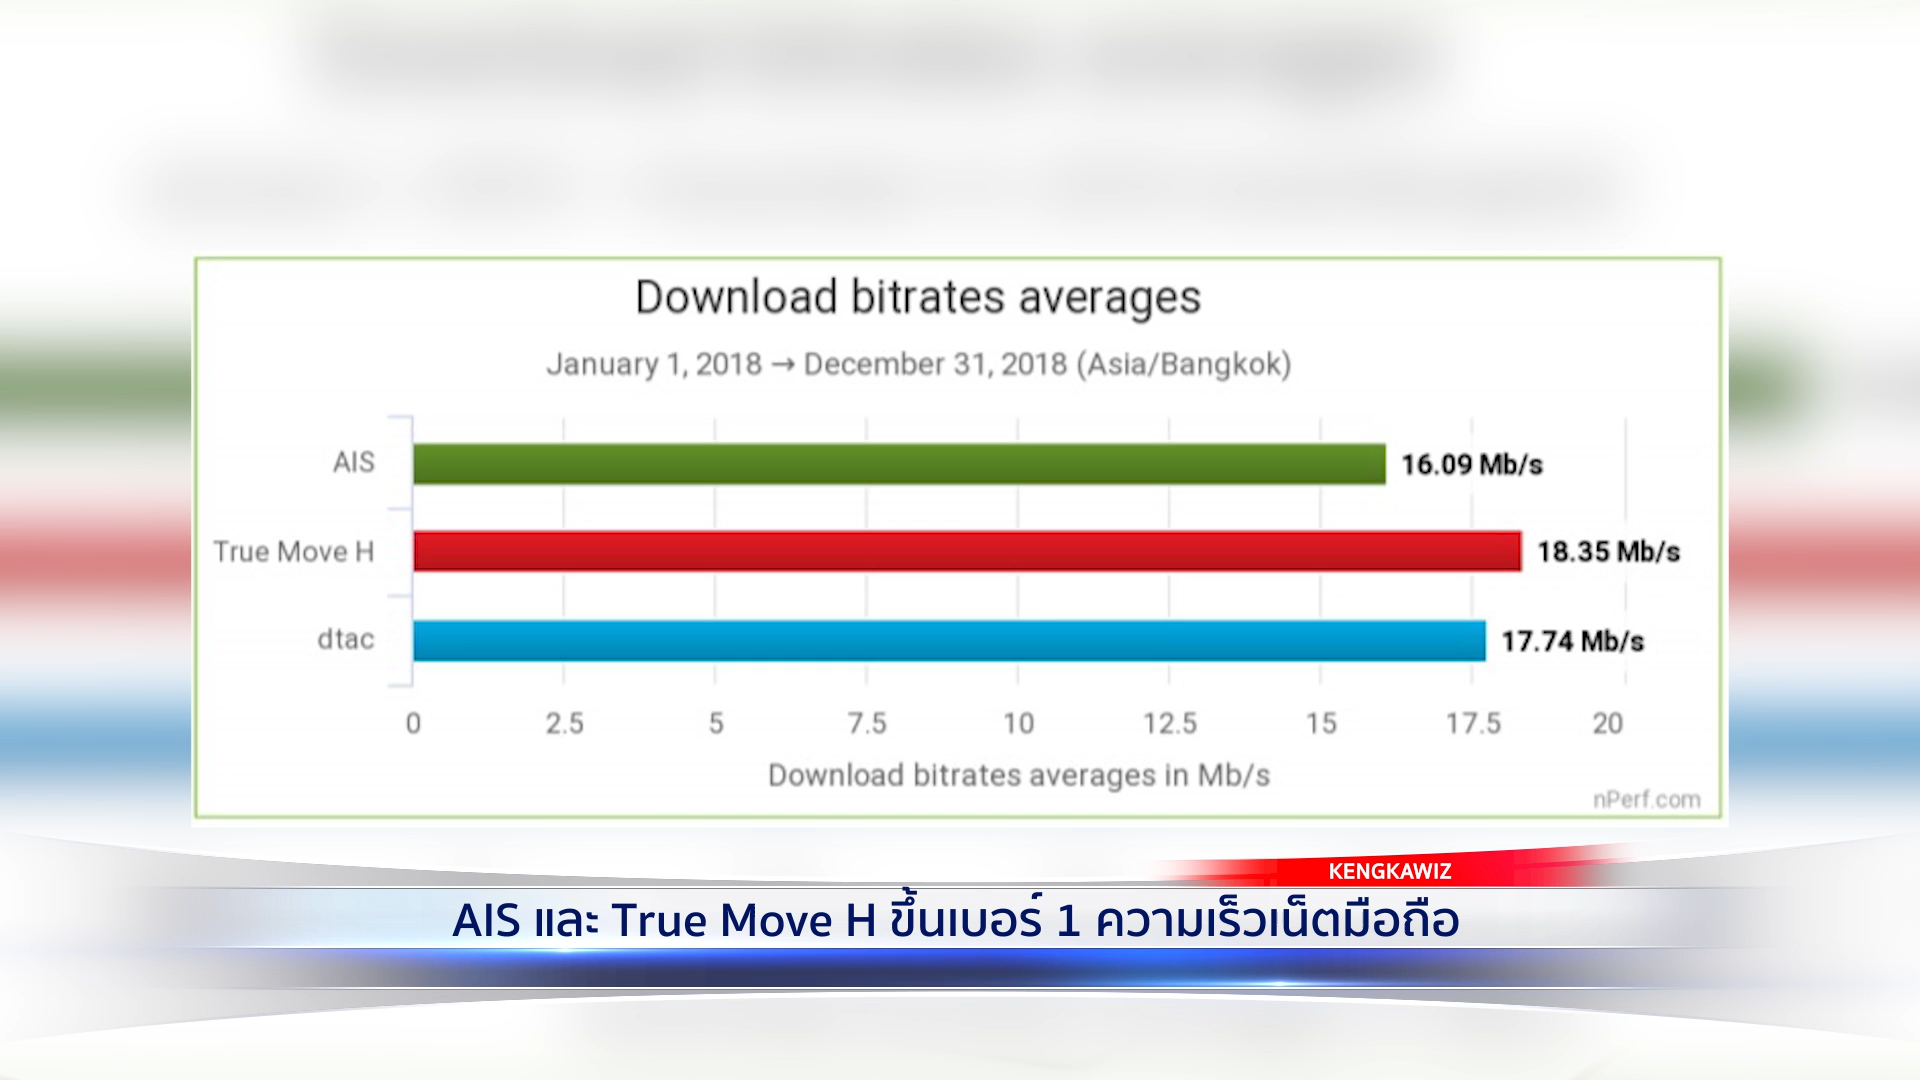 Download bitrates averages
January 1, 2018 → December 31, 2018 (Asia/Bangkok)
AIS
16.09 Mb/s
True Move H
18.35 Mb/s
dtac
17.74 Mb/s
0 2.5 5 7.5 10 12.5 15 17.5 20
Download bitrates averages in Mb/s
nPerf.com
KENGKAWIZ
AIS และ True Move H ขึ้นเบอร์ 1 ความเร็วเน็ตมือถือ